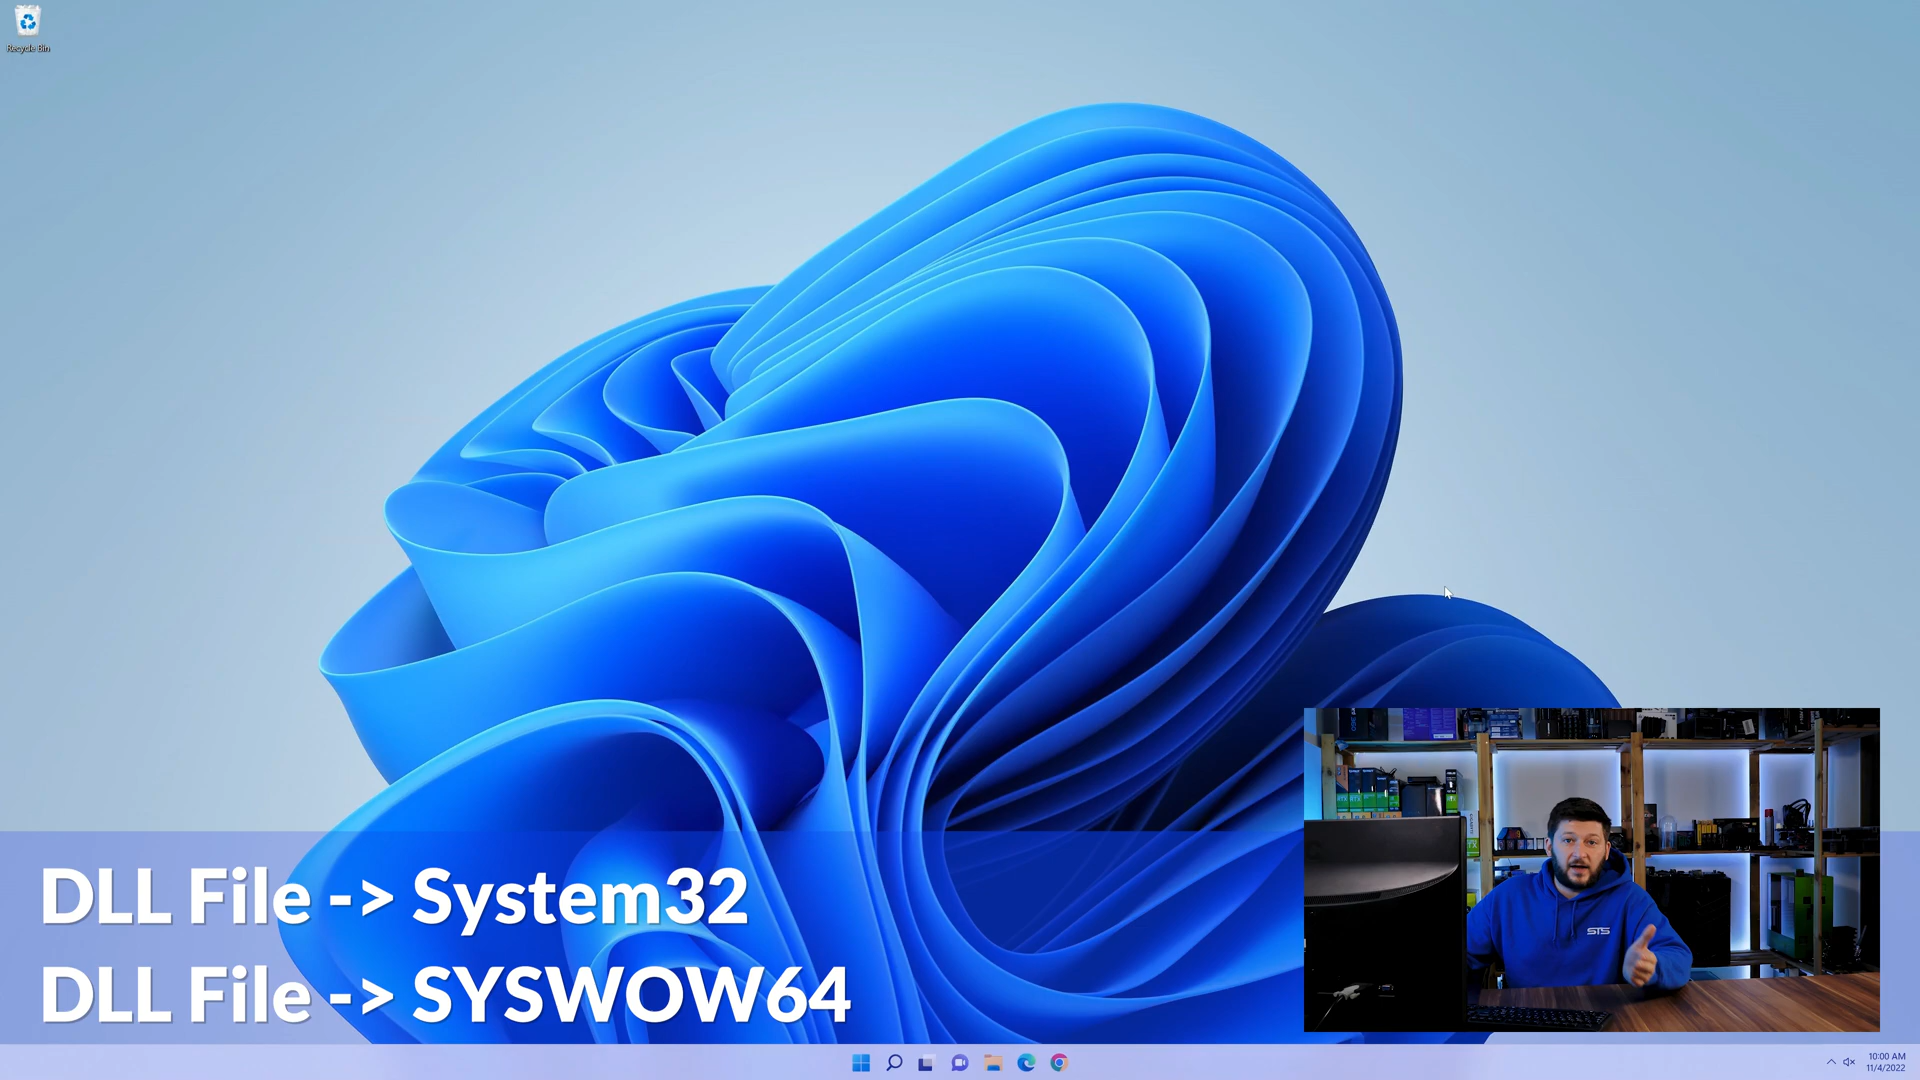 Recycle Bin
DLL File -> System32
DLL File -> SYSWOW64
STS
10:00 AM
11/4/2022